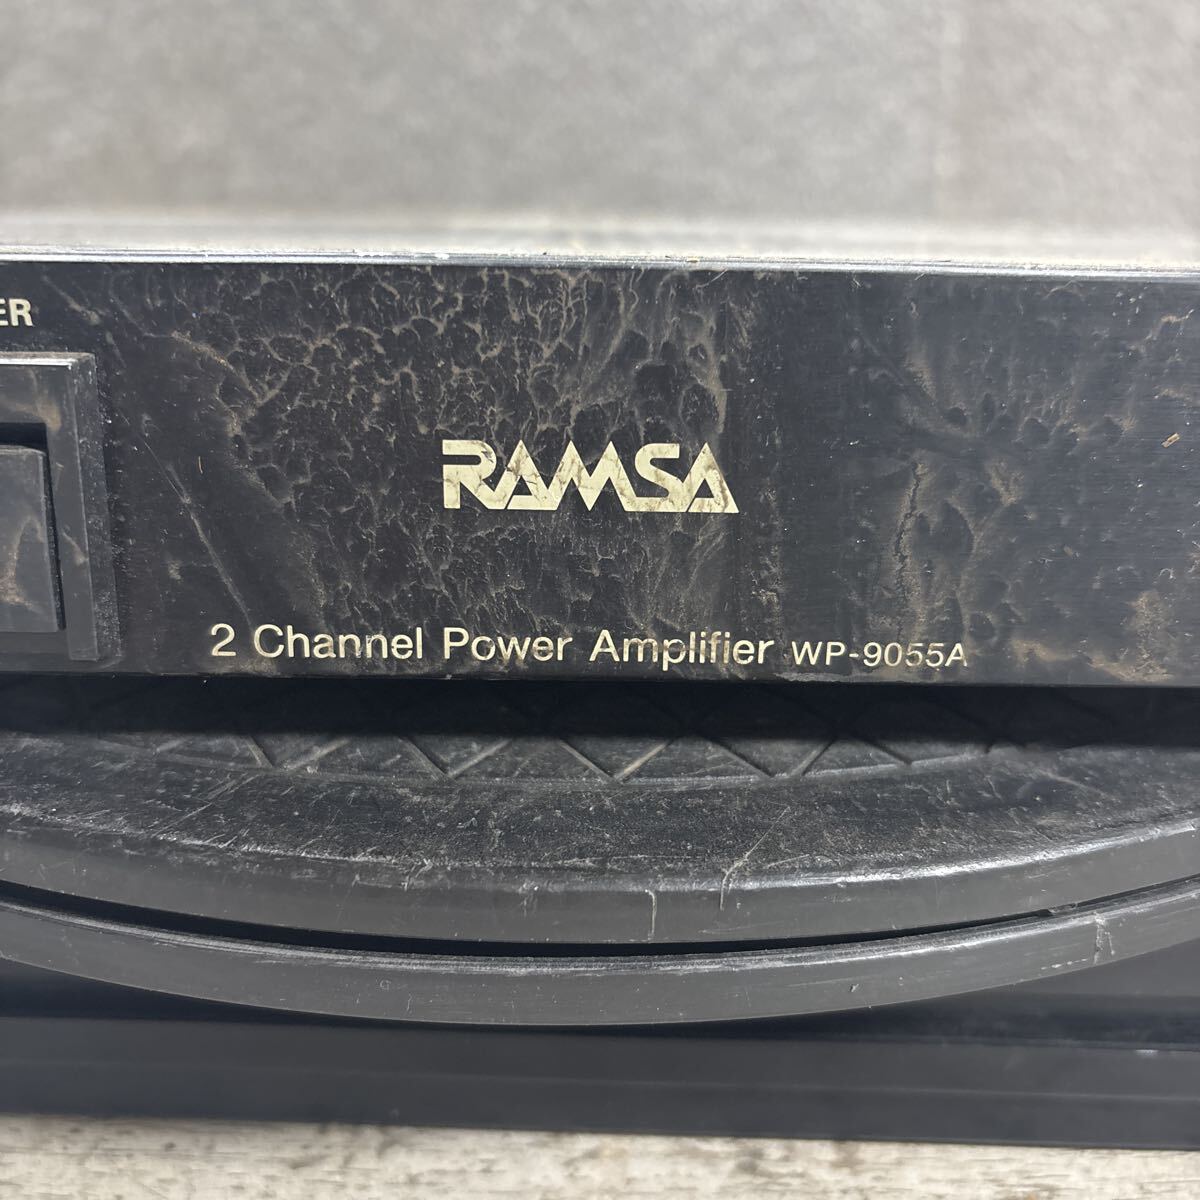 ER
RAMSA
2 Channel Power Amplifier WP-9055A